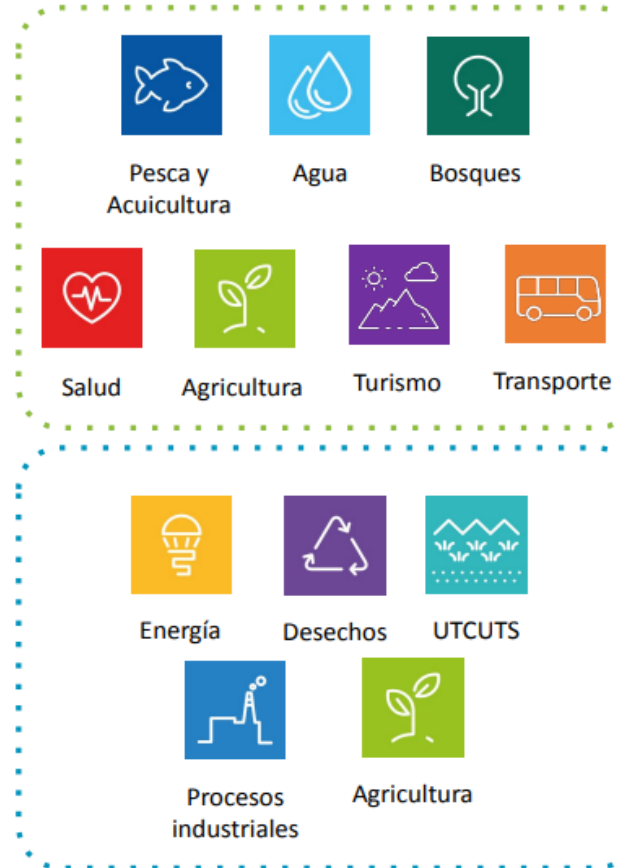 Pesca y
Acuicultura
Agua
Bosques
Salud
Agricultura
Turismo
Transporte
Energía
Desechos
UTCUTS
Procesos
industriales
Agricultura